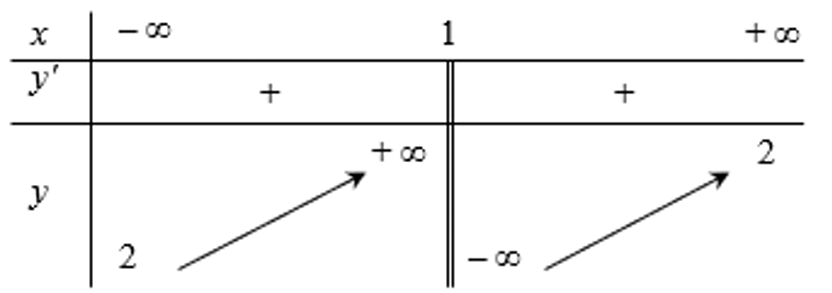 x − ∞ 1 + ∞
y′ + +
+ ∞ 2
y
2 − ∞